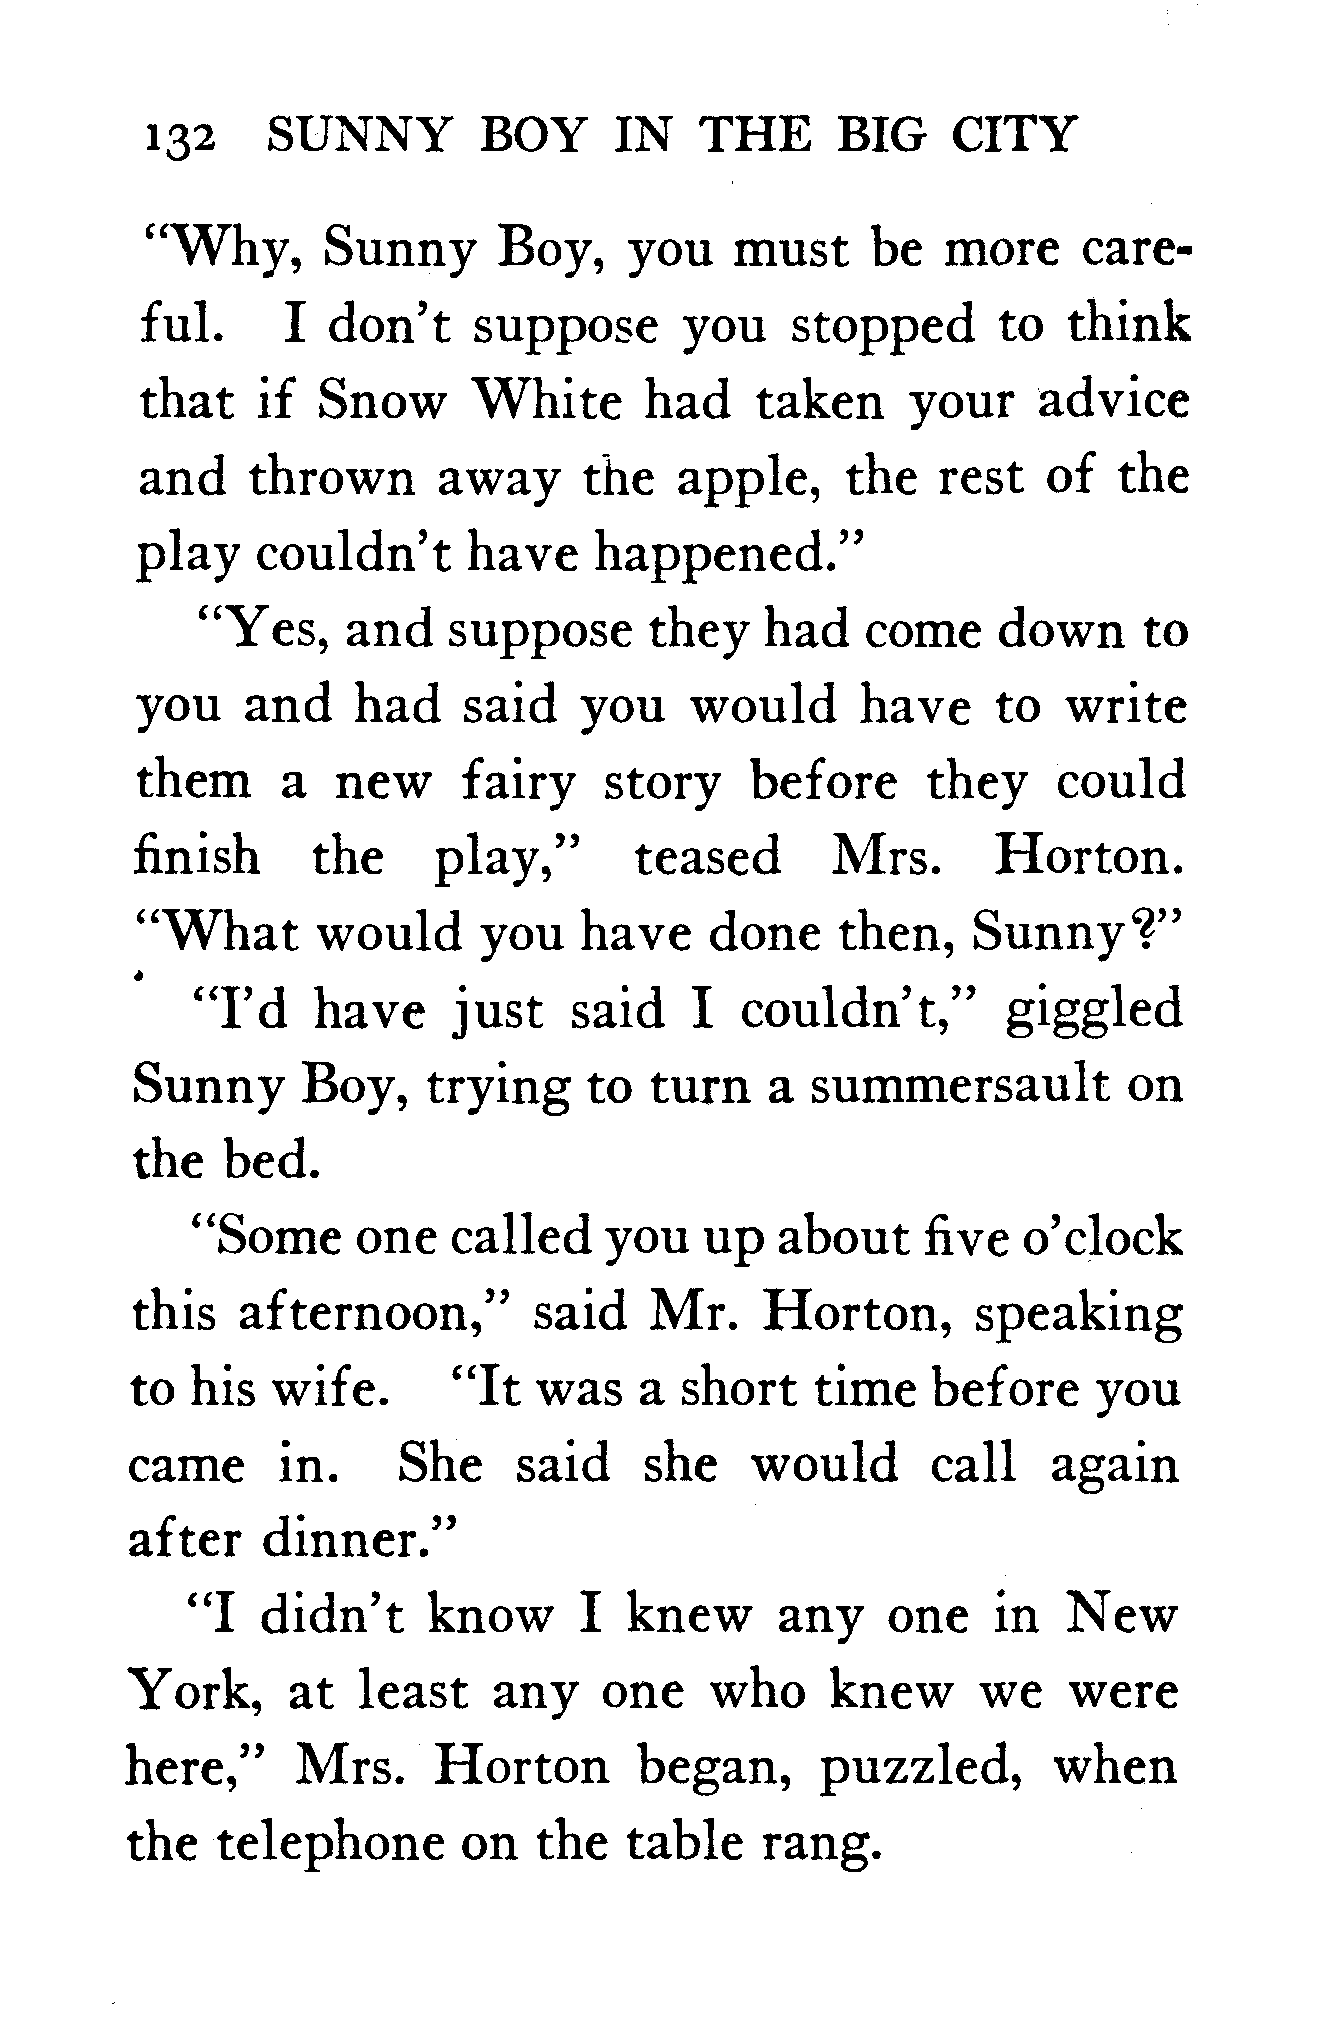 132 SUNNY BOY IN THE BIG CITY
“Why, Sunny Boy, you must be more care-
ful. I don’t suppose you stopped to think
that if Snow White had taken your advice
and thrown away the apple, the rest of the
play couldn’t have happened.”
“Yes, and suppose they had come down to
you and had said you would have to write
them a new fairy story before they could
finish the play,” teased Mrs. Horton.
“What would you have done then, Sunny?”
“I’d have just said I couldn’t,” giggled
Sunny Boy, trying to turn a summersault on
the bed.
“Some one called you up about five o’clock
this afternoon,” said Mr. Horton, speaking
to his wife. “It was a short time before you
came in. She said she would call again
after dinner.”
“I didn’t know I knew any one in New
York, at least any one who knew we were
here,” Mrs. Horton began, puzzled, when
the telephone on the table rang.